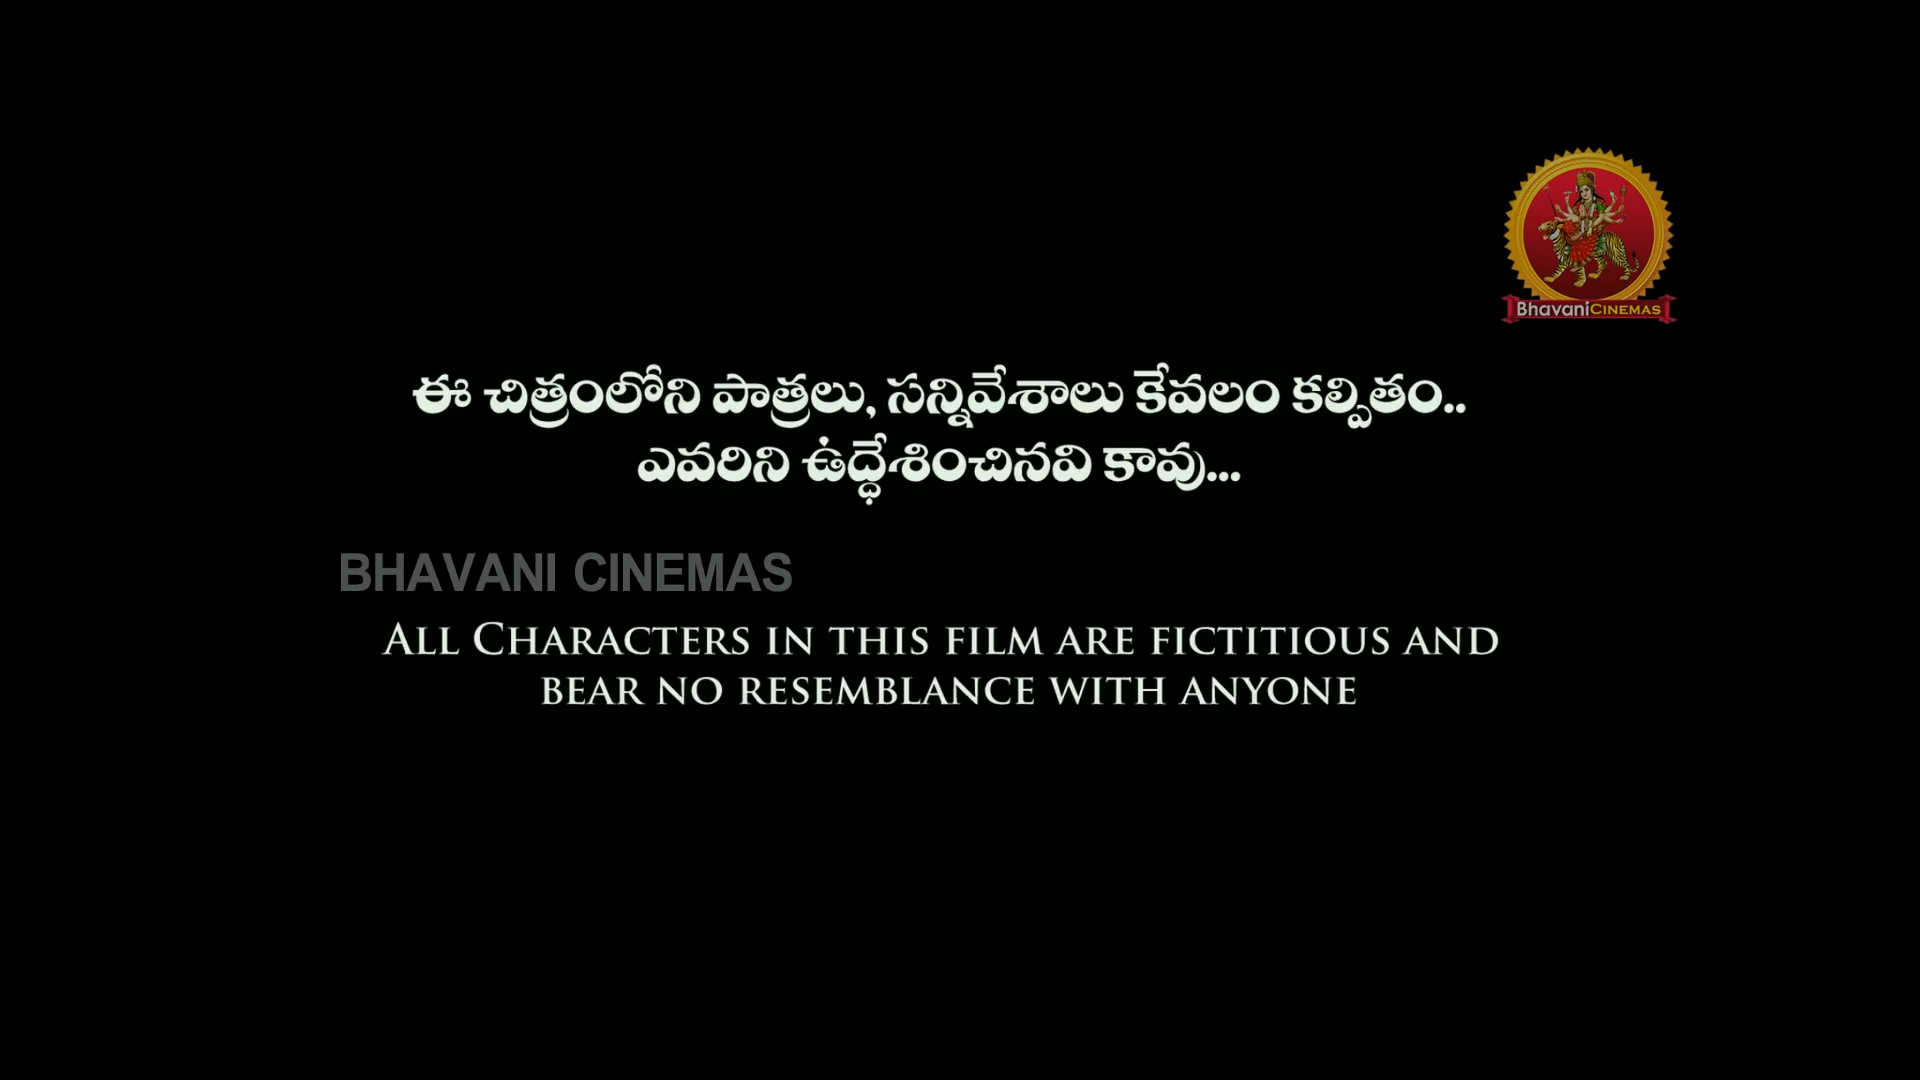 BhavaniCINEMAS
ఈ చిత్రంలోని పాత్రలు, సన్నివేశాలు కేవలం కల్పితం..
ఎవరిని ఉద్ధేశించినవి కావు...
BHAVANI CINEMAS
ALL CHARACTERS IN THIS FILM ARE FICTITIOUS AND
BEAR NO RESEMBLANCE WITH ANYONE